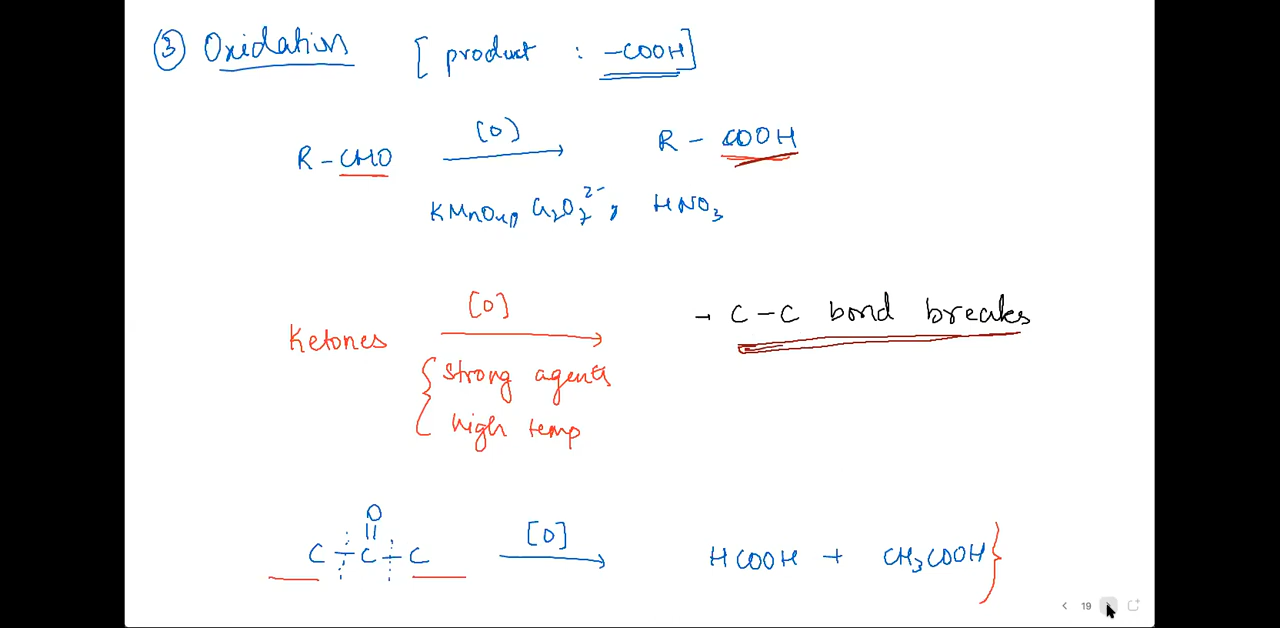 ③ Oxidation [product : -COOH]
R - CHO [O] R - COOH
KMnO4, Cr2O7 2-, HNO3
Ketones [O] → C-C bond breaks
{ strong agents
high temp
O
C - C - C [O] HCOOH + CH3COOH }
< 19